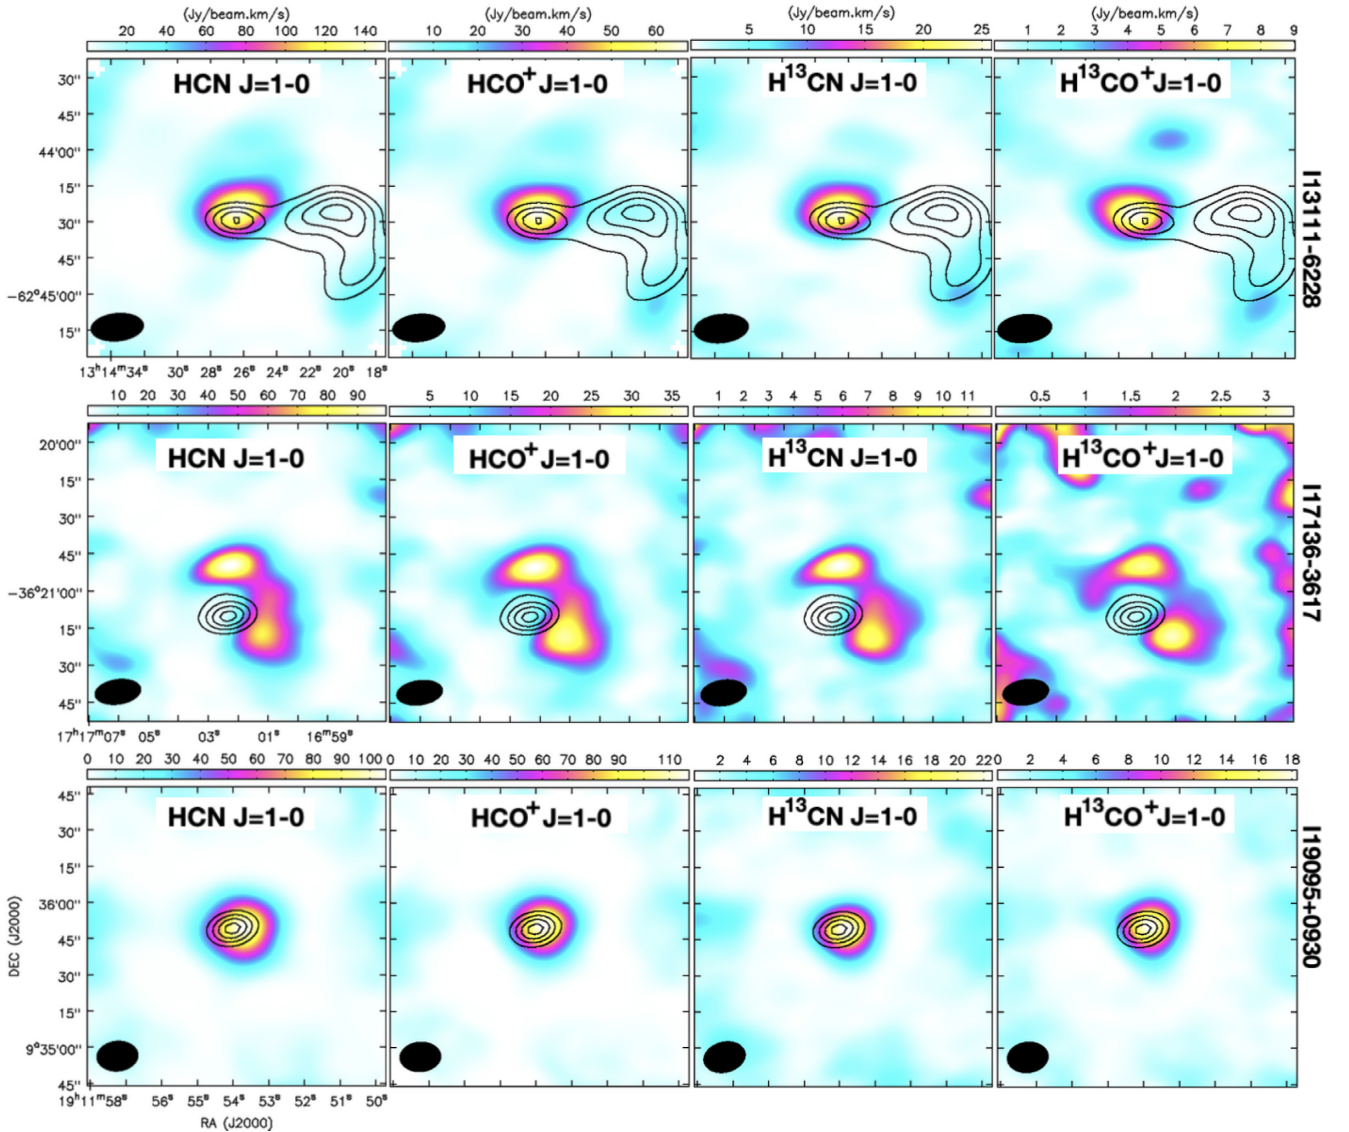 (Jy/beam.km/s) (Jy/beam.km/s) (Jy/beam.km/s) (Jy/beam.km/s)
20 40 60 80 100 120 140 10 20 30 40 50 60 5 10 15 20 25 1 2 3 4 5 6 7 8 9
HCN J=1-0 HCO⁺J=1-0 H¹³CN J=1-0 H¹³CO⁺J=1-0
30"
45"
44'00"
15"
30"
45"
−62°45'00"
15"
I13111-6228
13ʰ14ᵐ34ˢ 30ˢ 28ˢ 26ˢ 24ˢ 22ˢ 20ˢ 18ˢ
10 20 30 40 50 60 70 80 90 5 10 15 20 25 30 35 1 2 3 4 5 6 7 8 9 10 11 0.5 1 1.5 2 2.5 3
HCN J=1-0 HCO⁺J=1-0 H¹³CN J=1-0 H¹³CO⁺J=1-0
20'00"
15"
30"
45"
−36°21'00"
15"
30"
45"
I17136-3617
17ʰ17ᵐ07ˢ 05ˢ 03ˢ 01ˢ 16ᵐ59ˢ
0 10 20 30 40 50 60 70 80 90 100 0 10 20 30 40 50 60 70 80 90 110 2 4 6 8 10 12 14 16 18 20 22 0 2 4 6 8 10 12 14 16 18
HCN J=1-0 HCO⁺J=1-0 H¹³CN J=1-0 H¹³CO⁺J=1-0
45"
30"
15"
36'00"
45"
30"
15"
9°35'00"
45"
DEC (J2000)
I19095+0930
19ʰ11ᵐ58ˢ 56ˢ 55ˢ 54ˢ 53ˢ 52ˢ 51ˢ 50ˢ
RA (J2000)